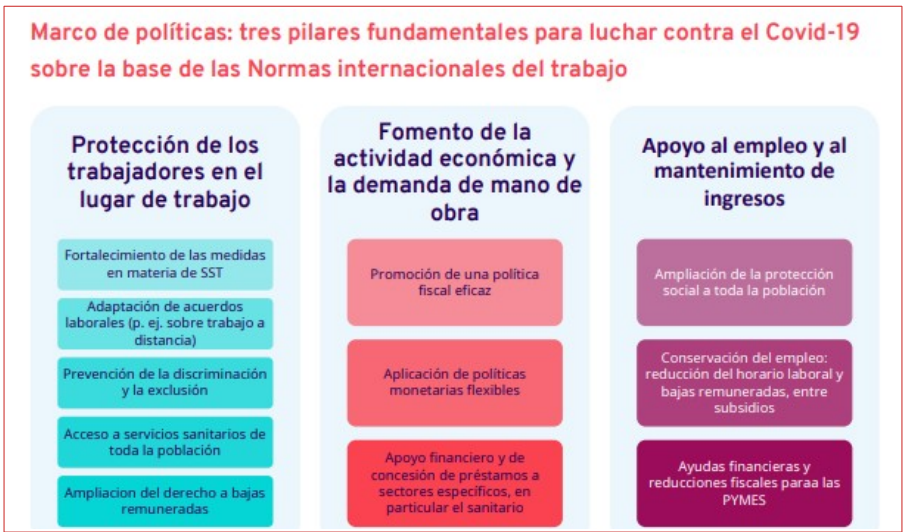 Marco de políticas: tres pilares fundamentales para luchar contra el Covid-19
sobre la base de las Normas internacionales del trabajo
Protección de los
trabajadores en el
lugar de trabajo
Fortalecimiento de las medidas
en materia de SST
Adaptación de acuerdos
laborales (p. ej. sobre trabajo a
distancia)
Prevención de la discriminación
y la exclusión
Acceso a servicios sanitarios de
toda la población
Ampliacion del derecho a bajas
remuneradas
Fomento de la
actividad económica y
la demanda de mano de
obra
Promoción de una política
fiscal eficaz
Aplicación de políticas
monetarias flexibles
Apoyo financiero y de
concesión de préstamos a
sectores específicos, en
particular el sanitario
Apoyo al empleo y al
mantenimiento de
ingresos
Ampliación de la protección
social a toda la población
Conservación del empleo:
reducción del horario laboral y
bajas remuneradas, entre
subsidios
Ayudas financieras y
reducciones fiscales paraa las
PYMES